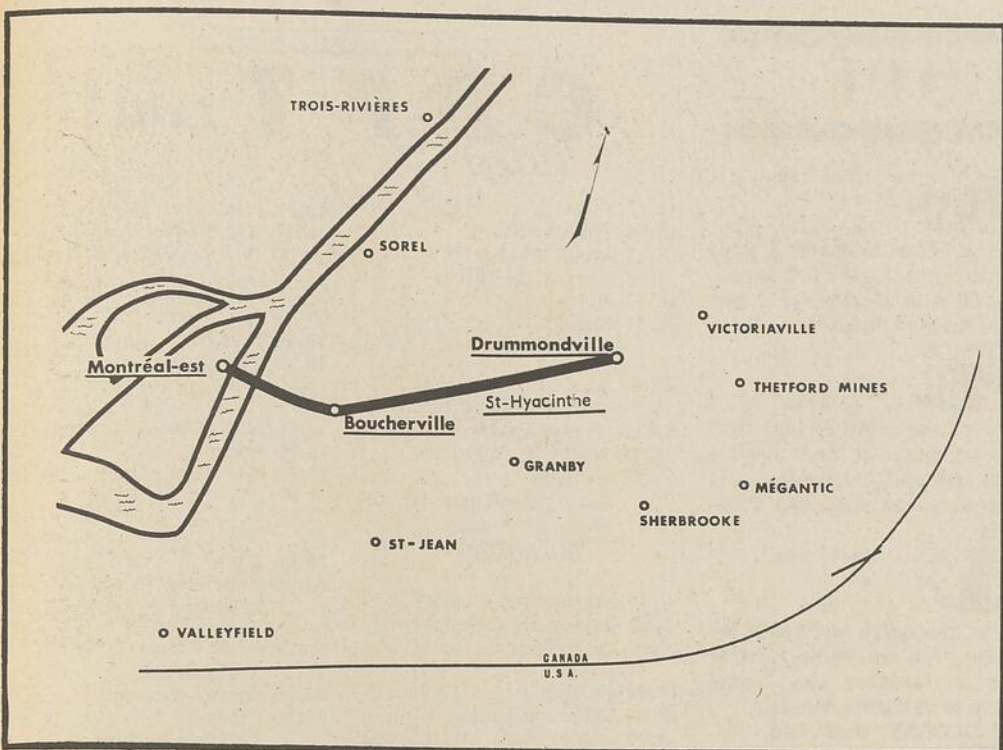 TROIS-RIVIÈRES
SOREL
VICTORIAVILLE
Drummondville
Montréal-est
THETFORD MINES
St-Hyacinthe
Boucherville
GRANBY
MÉGANTIC
SHERBROOKE
ST-JEAN
VALLEYFIELD
CANADA
U.S.A.